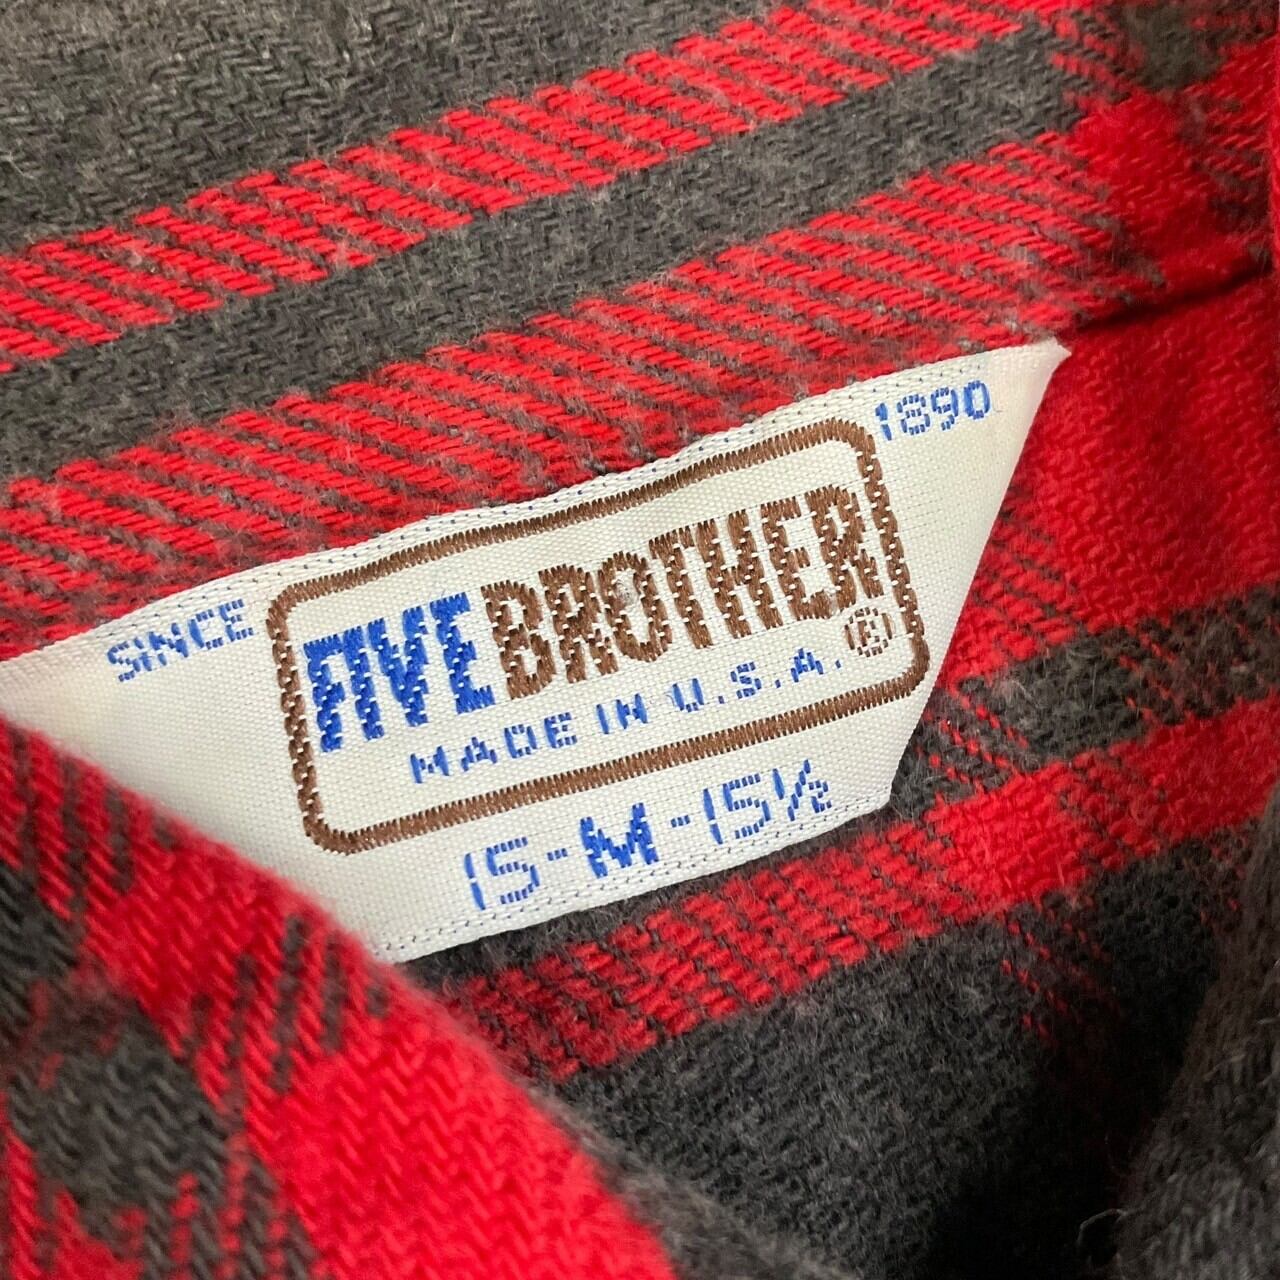 SINCE 1890
FIVE BROTHER ®
MADE IN U.S.A.
15-M-15½